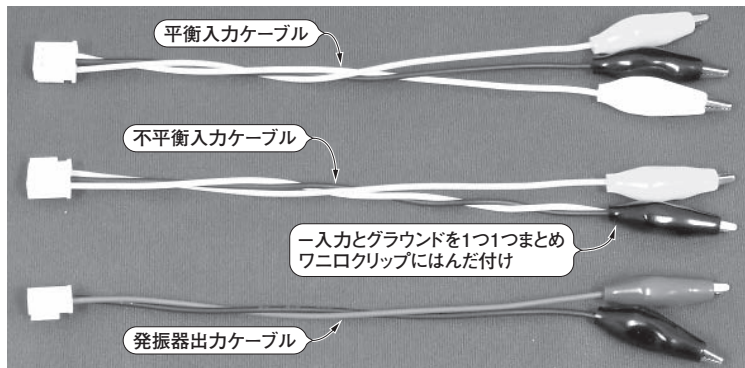 平衡入力ケーブル
不平衡入力ケーブル
ー入力とグラウンドを1つ1つまとめ
ワニ口クリップにはんだ付け
発振器出力ケーブル